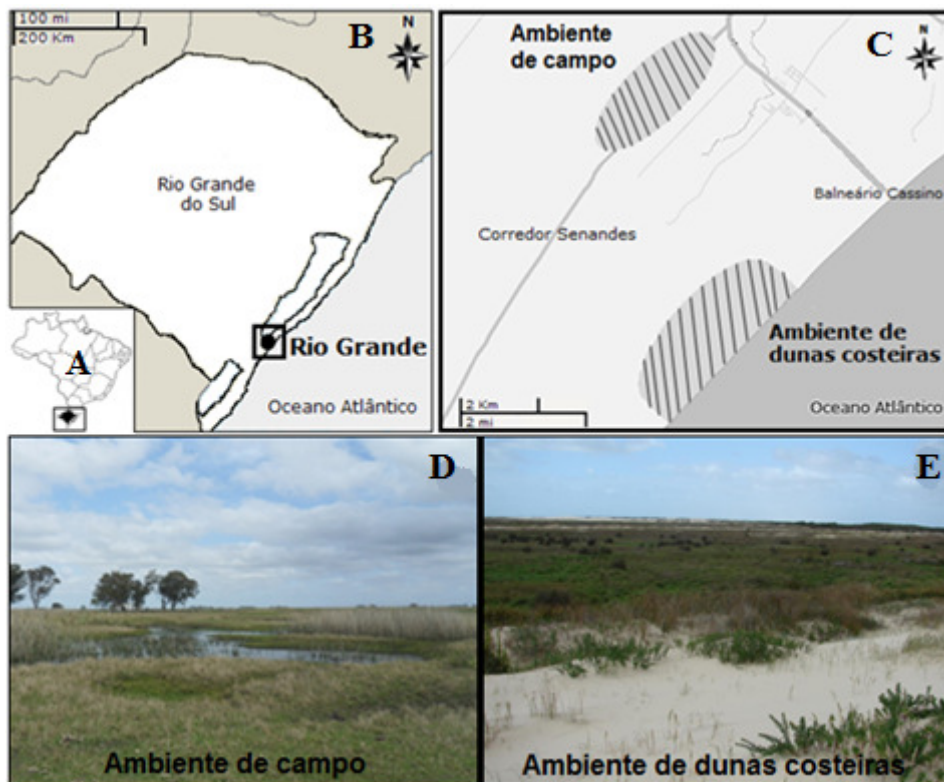 100 mi
200 Km
B
N
Rio Grande
do Sul
A
Rio Grande
Oceano Atlântico
Ambiente
de campo
C
N
Balneário Cassino
Corredor Senandes
Ambiente de
dunas costeiras
2 Km
2 mi
Oceano Atlântico
D
Ambiente de campo
E
Ambiente de dunas costeiras